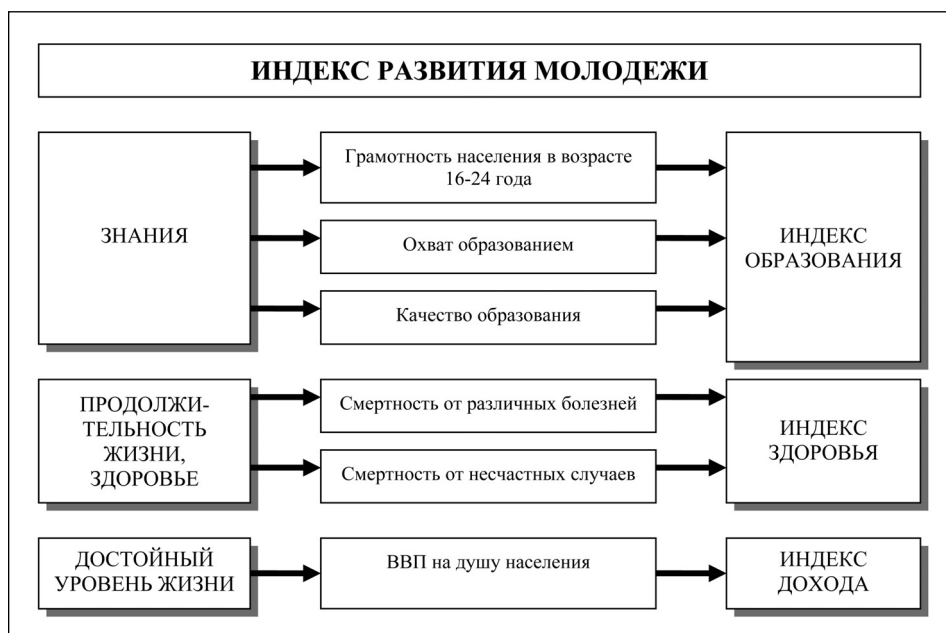 ИНДЕКС РАЗВИТИЯ МОЛОДЕЖИ
ЗНАНИЯ
Грамотность населения в возрасте
16-24 года
Охват образованием
Качество образования
ИНДЕКС
ОБРАЗОВАНИЯ
ПРОДОЛЖИ-
ТЕЛЬНОСТЬ
ЖИЗНИ,
ЗДОРОВЬЕ
Смертность от различных болезней
Смертность от несчастных случаев
ИНДЕКС
ЗДОРОВЬЯ
ДОСТОЙНЫЙ
УРОВЕНЬ ЖИЗНИ
ВВП на душу населения
ИНДЕКС
ДОХОДА